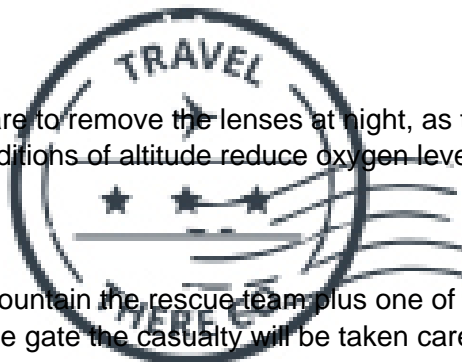 TRAVEL
are to remove the lenses at night, as
ditions of altitude reduce oxygen leve
ountain the rescue team plus one of
THERE
e gate the casualty will be taken care